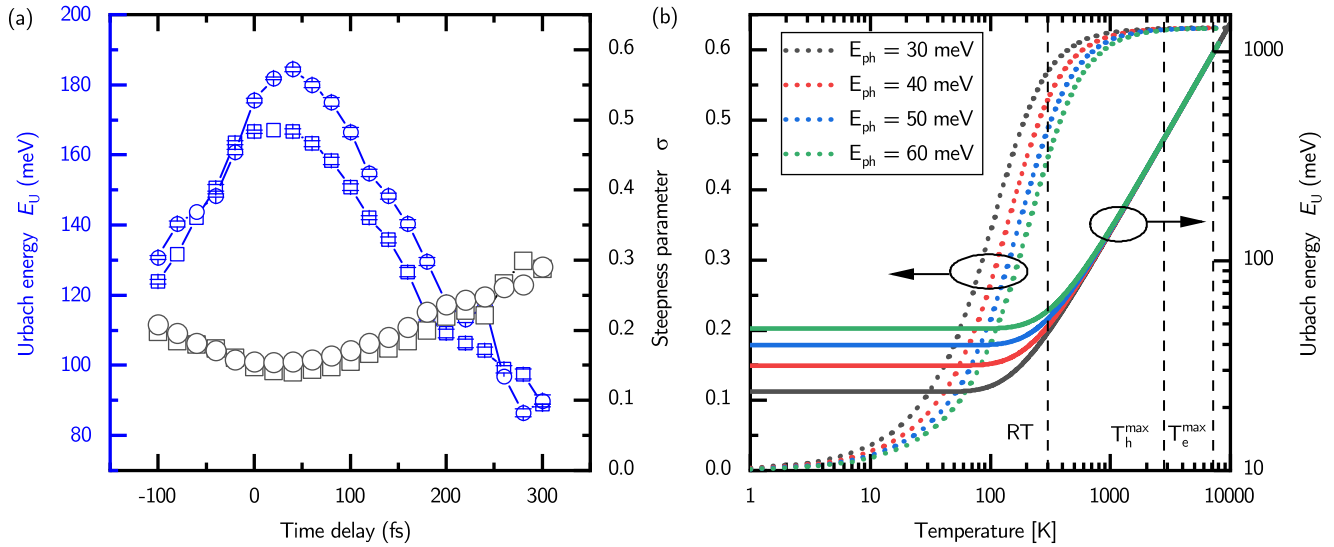 (a)
200
180
160
140
120
100
80
Urbach energy E_U (meV)
0.6
0.5
0.4
0.3
0.2
0.1
0.0
Steepness parameter σ
-100 0 100 200 300
Time delay (fs)
(b)
0.6
0.5
0.4
0.3
0.2
0.1
0.0
E_ph = 30 meV
E_ph = 40 meV
E_ph = 50 meV
E_ph = 60 meV
RT T_h^max T_e^max
1000
100
10
Urbach energy E_U (meV)
1 10 100 1000 10000
Temperature [K]